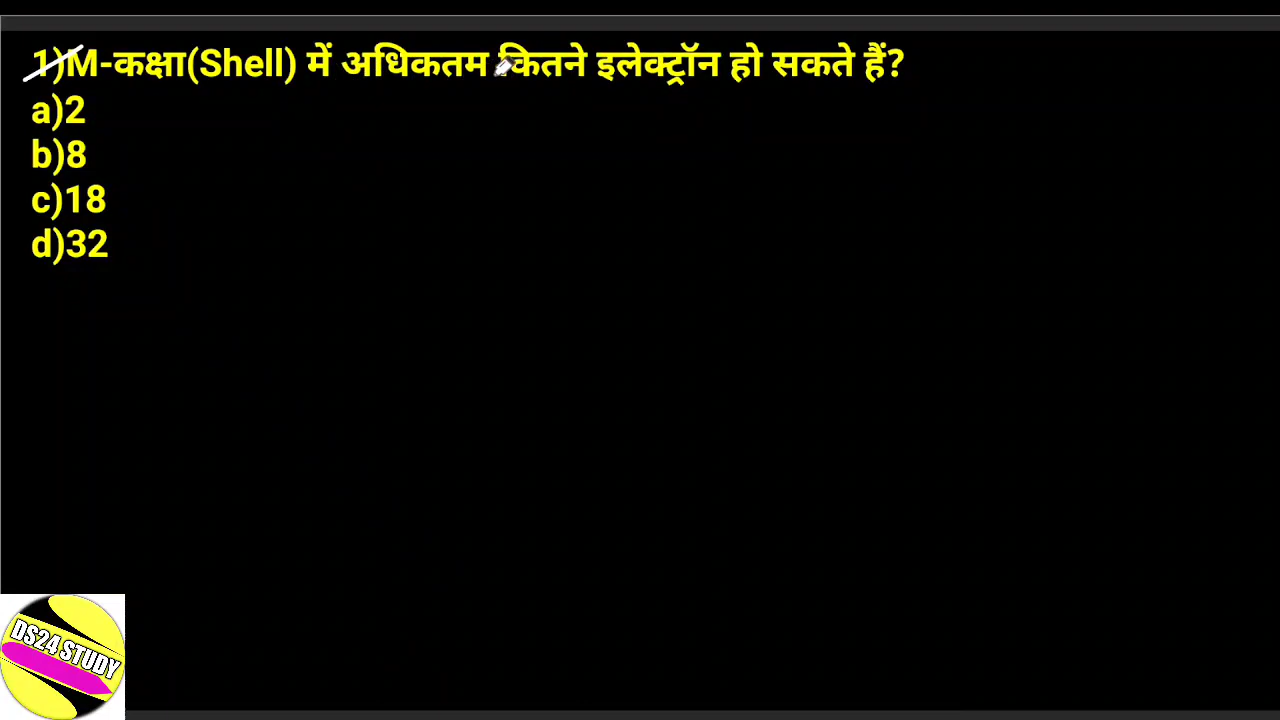 1)M-कक्षा(Shell) में अधिकतम कितने इलेक्ट्रॉन हो सकते हैं?
a)2
b)8
c)18
d)32
DS24 STUDY